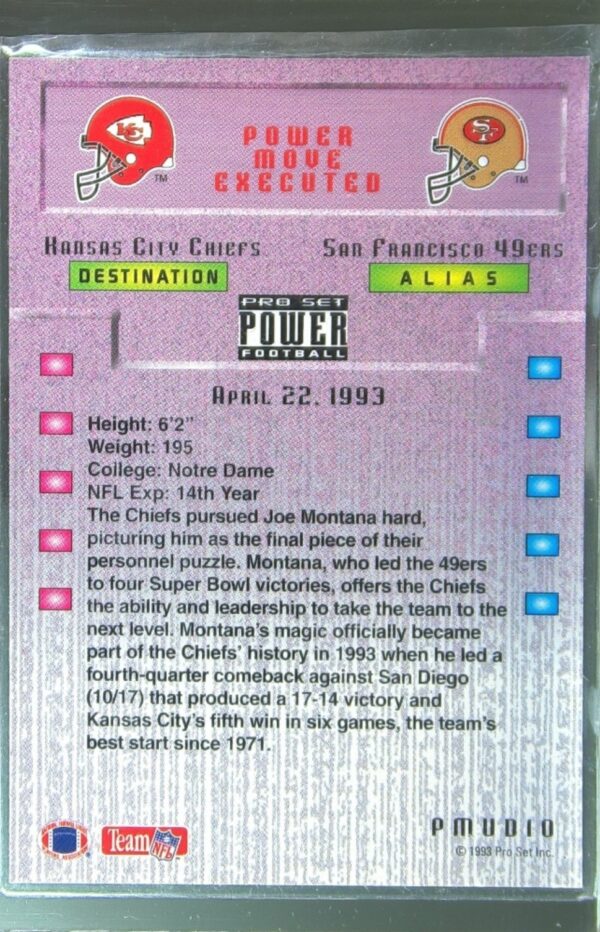 KC
SF
TM
TM
POWER
MOVE
EXECUTED
KANSAS CITY CHIEFS
SAN FRANCISCO 49ERS
DESTINATION
ALIAS
PRO SET
POWER
FOOTBALL
APRIL 22, 1993
Height: 6'2"
Weight: 195
College: Notre Dame
NFL Exp: 14th Year
The Chiefs pursued Joe Montana hard,
picturing him as the final piece of their
personnel puzzle. Montana, who led the 49ers
to four Super Bowl victories, offers the Chiefs
the ability and leadership to take the team to the
next level. Montana's magic officially became
part of the Chiefs' history in 1993 when he led a
fourth-quarter comeback against San Diego
(10/17) that produced a 17-14 victory and
Kansas City's fifth win in six games, the team's
best start since 1971.
Team NFL
PMUD10
© 1993 Pro Set Inc.